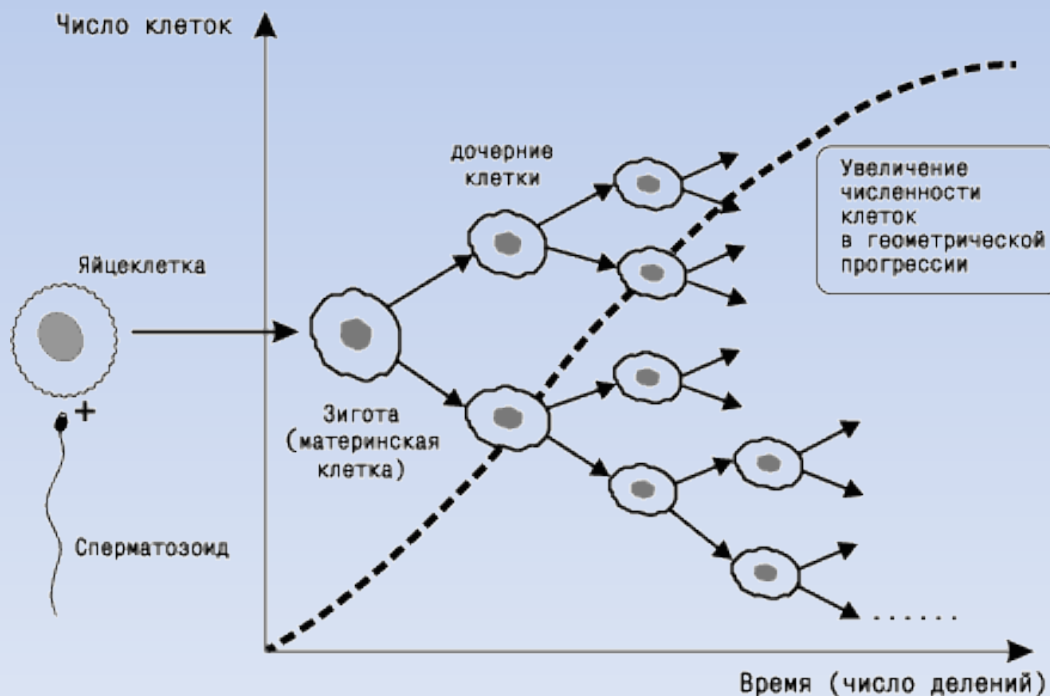 Число клеток
дочерние
клетки
Яйцеклетка
Увеличение
численности
клеток
в геометрической
прогрессии
+
Зигота
(материнская
клетка)
Сперматозоид
......
Время (число делений)